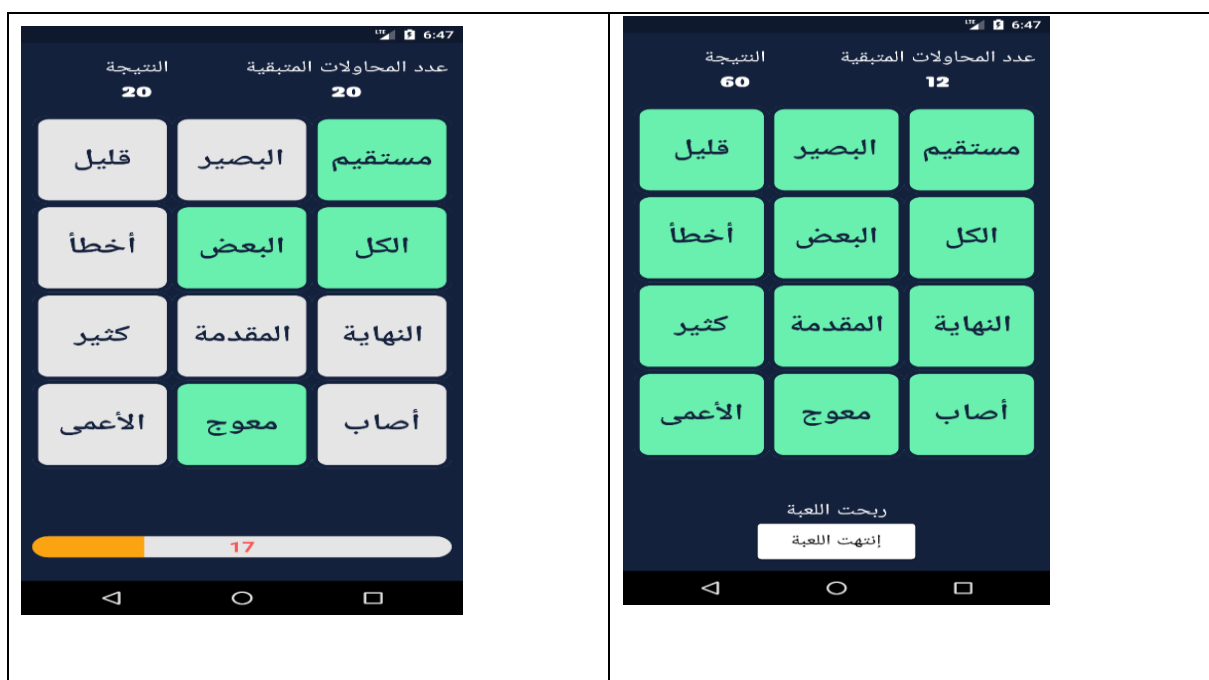 6:47
عدد المحاولات المتبقية النتيجة
20 20
مستقيم البصير قليل
الكل البعض أخطأ
النهاية المقدمة كثير
أصاب معوج الأعمى
17
6:47
عدد المحاولات المتبقية النتيجة
12 60
مستقيم البصير قليل
الكل البعض أخطأ
النهاية المقدمة كثير
أصاب معوج الأعمى
ربحت اللعبة
إنتهت اللعبة